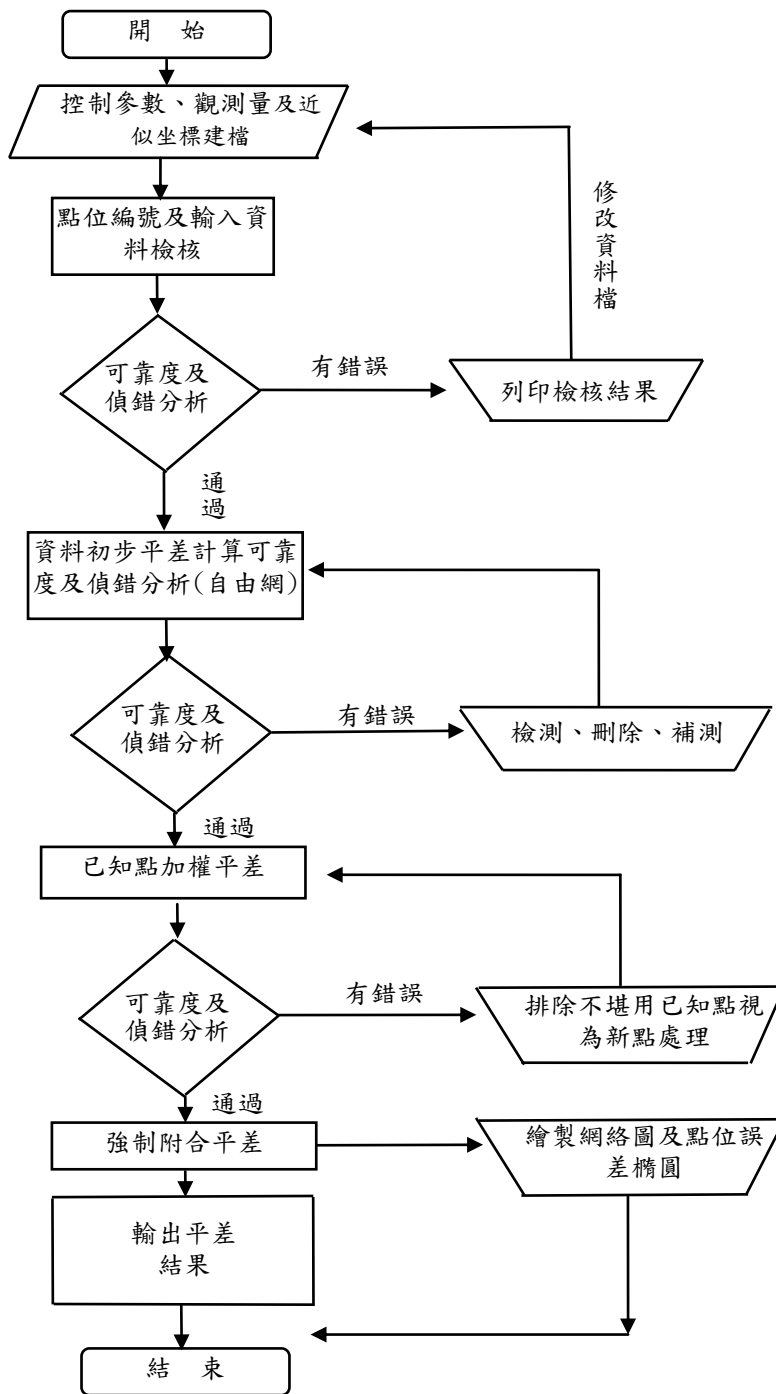 開 始
控制參數、觀測量及近
似坐標建檔
點位編號及輸入資
料檢核
修
改
資
料
檔
可靠度及
偵錯分析
有錯誤
列印檢核結果
通
過
資料初步平差計算可靠
度及偵錯分析(自由網)
可靠度及
偵錯分析
有錯誤
檢測、刪除、補測
通過
已知點加權平差
可靠度及
偵錯分析
有錯誤
排除不堪用已知點視
為新點處理
通過
強制附合平差
繪製網絡圖及點位誤
差橢圓
輸出平差
結果
結 束